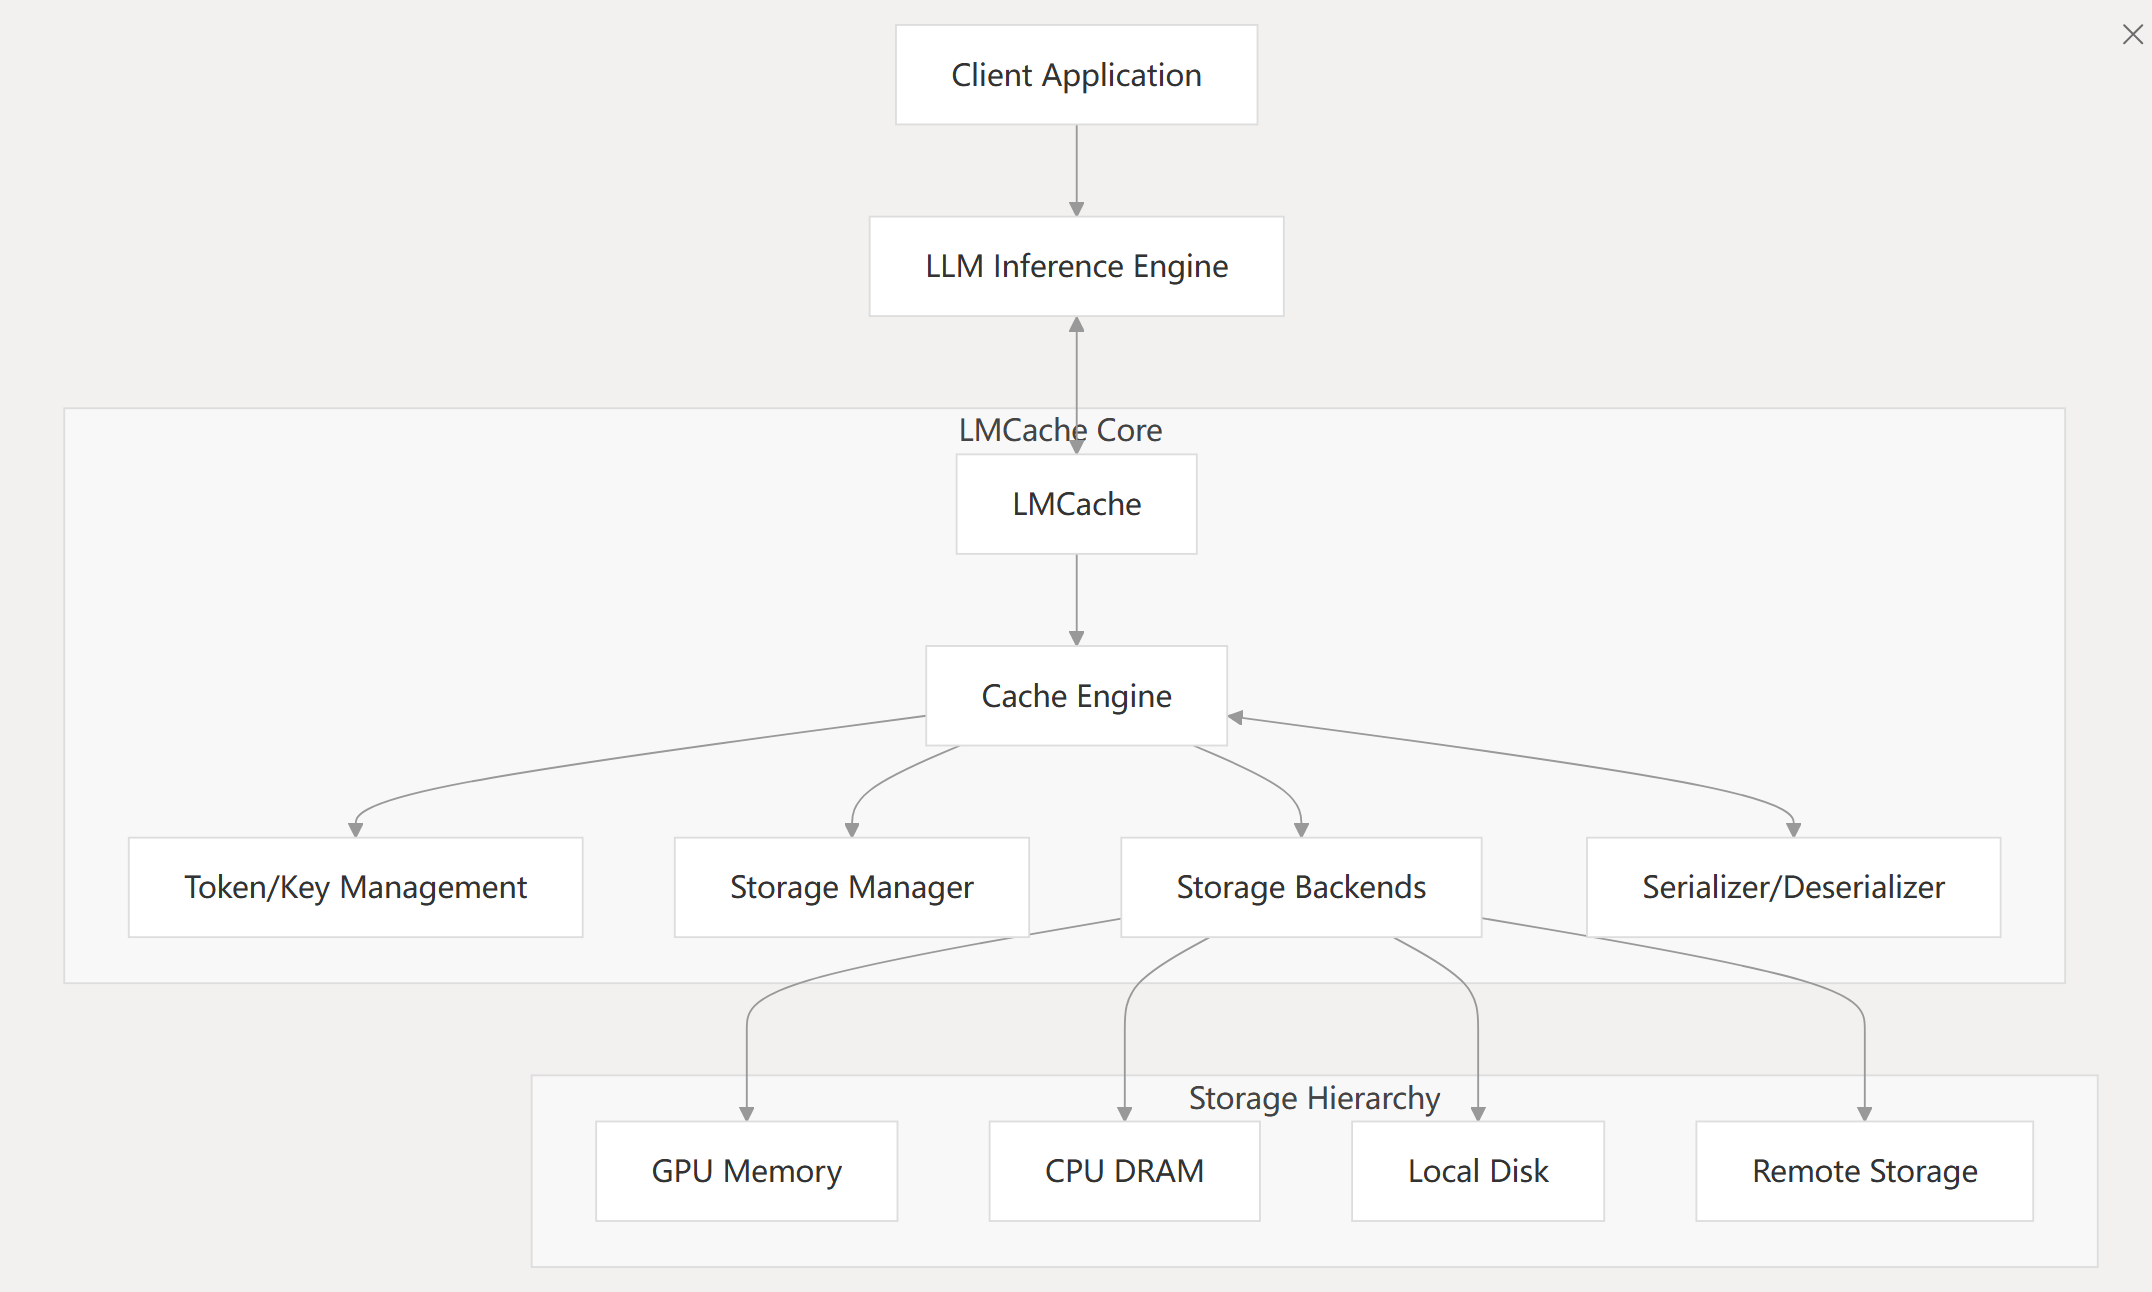 Client Application
LLM Inference Engine
LMCache Core
LMCache
Cache Engine
Token/Key Management
Storage Manager
Storage Backends
Serializer/Deserializer
Storage Hierarchy
GPU Memory
CPU DRAM
Local Disk
Remote Storage